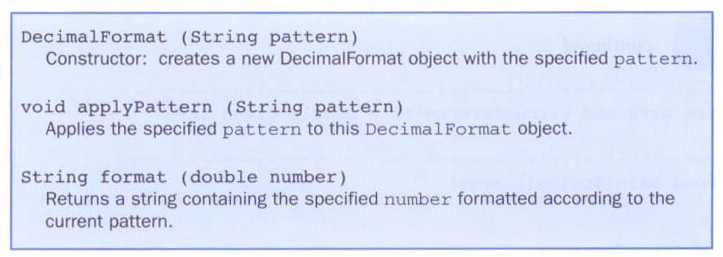 DecimalFormat (String pattern)
Constructor: creates a new DecimalFormat object with the specified pattern.
void applyPattern (String pattern)
Applies the specified pattern to this DecimalFormat object.
String format (double number)
Returns a string containing the specified number formatted according to the
current pattern.